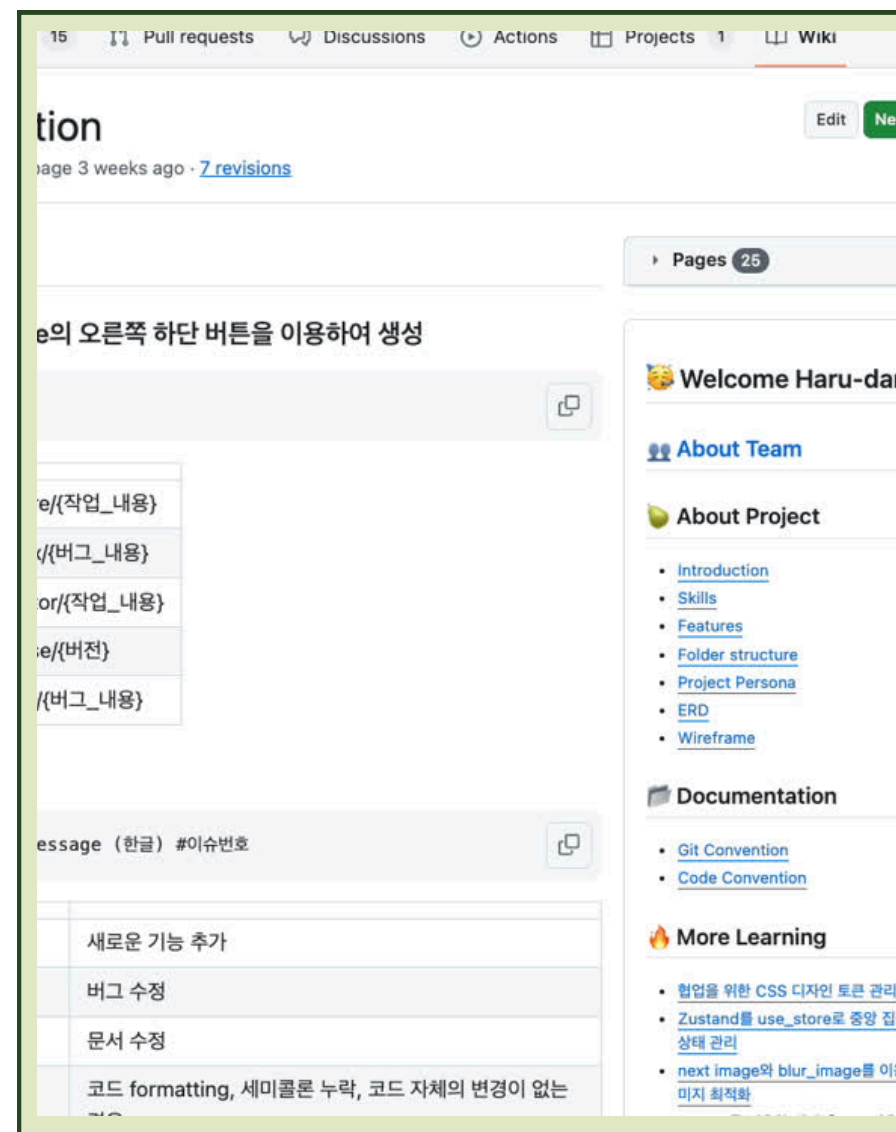 15 Pull requests Discussions Actions Projects 1 Wiki
tion
Edit Ne
page 3 weeks ago · 7 revisions
Pages 25
e의 오른쪽 하단 버튼을 이용하여 생성
Welcome Haru-dar
About Team
re/{작업_내용}
About Project
x/{버그_내용}
Introduction
Skills
or/{작업_내용}
Features
se/{버전}
Folder structure
Project Persona
/{버그_내용}
ERD
Wireframe
Documentation
essage (한글) #이슈번호
Git Convention
Code Convention
새로운 기능 추가
More Learning
버그 수정
협업을 위한 CSS 디자인 토큰 관리
Zustand를 use_store로 중앙 집
문서 수정
상태 관리
next image와 blur_image를 이용
코드 formatting, 세미콜론 누락, 코드 자체의 변경이 없는
미지 최적화